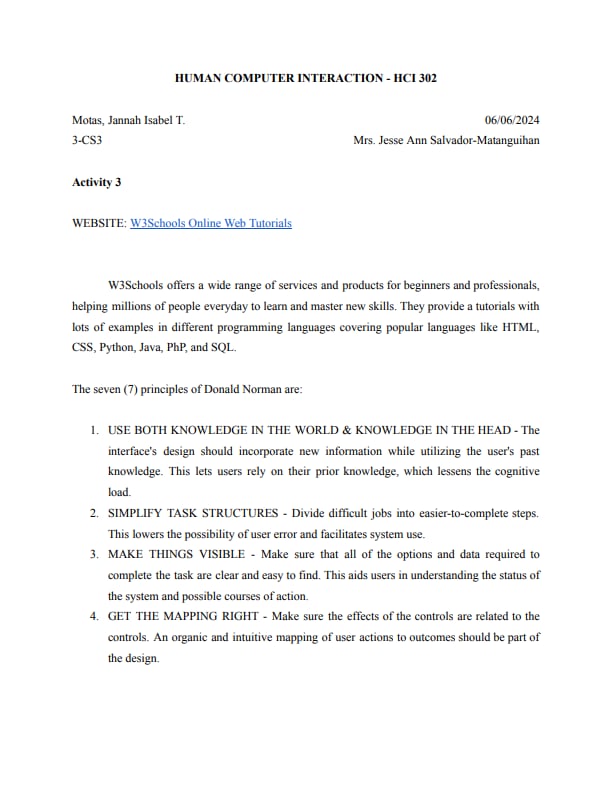 HUMAN COMPUTER INTERACTION - HCI 302
Motas, Jannah Isabel T. 06/06/2024
3-CS3 Mrs. Jesse Ann Salvador-Matanguihan
Activity 3
WEBSITE: W3Schools Online Web Tutorials
W3Schools offers a wide range of services and products for beginners and professionals,
helping millions of people everyday to learn and master new skills. They provide a tutorials with
lots of examples in different programming languages covering popular languages like HTML,
CSS, Python, Java, PhP, and SQL.
The seven (7) principles of Donald Norman are:
1. USE BOTH KNOWLEDGE IN THE WORLD & KNOWLEDGE IN THE HEAD - The
interface's design should incorporate new information while utilizing the user's past
knowledge. This lets users rely on their prior knowledge, which lessens the cognitive
load.
2. SIMPLIFY TASK STRUCTURES - Divide difficult jobs into easier-to-complete steps.
This lowers the possibility of user error and facilitates system use.
3. MAKE THINGS VISIBLE - Make sure that all of the options and data required to
complete the task are clear and easy to find. This aids users in understanding the status of
the system and possible courses of action.
4. GET THE MAPPING RIGHT - Make sure the effects of the controls are related to the
controls. An organic and intuitive mapping of user actions to outcomes should be part of
the design.